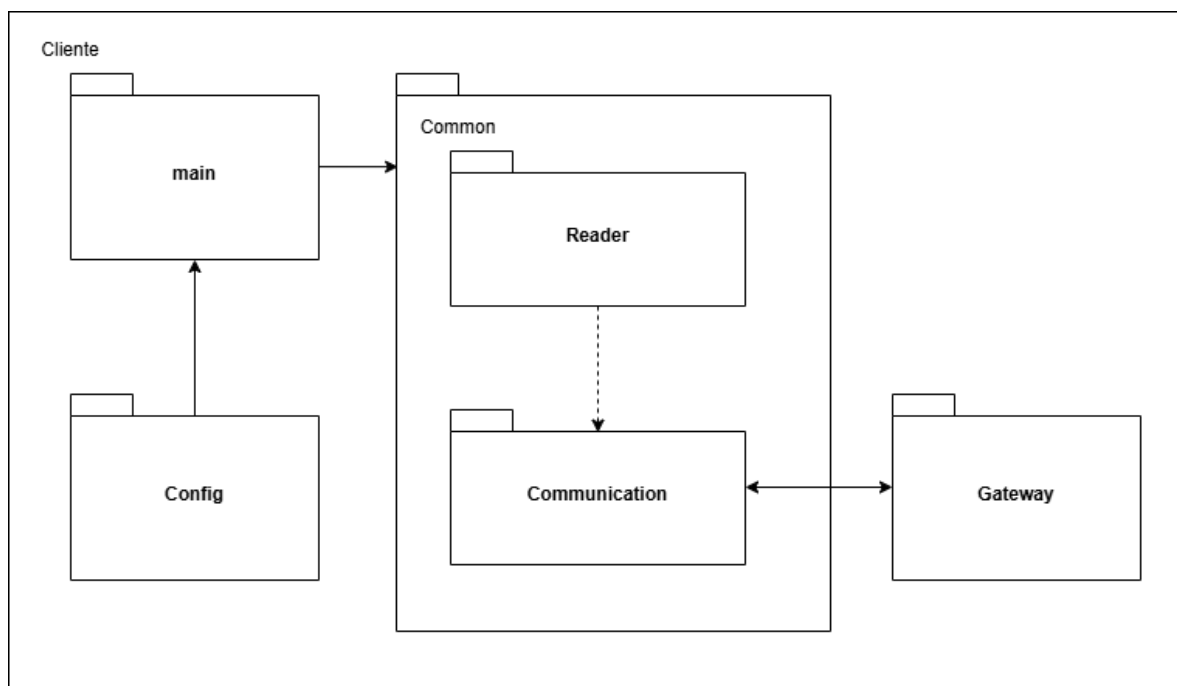 Cliente
main
Common
Reader
Config
Communication
Gateway